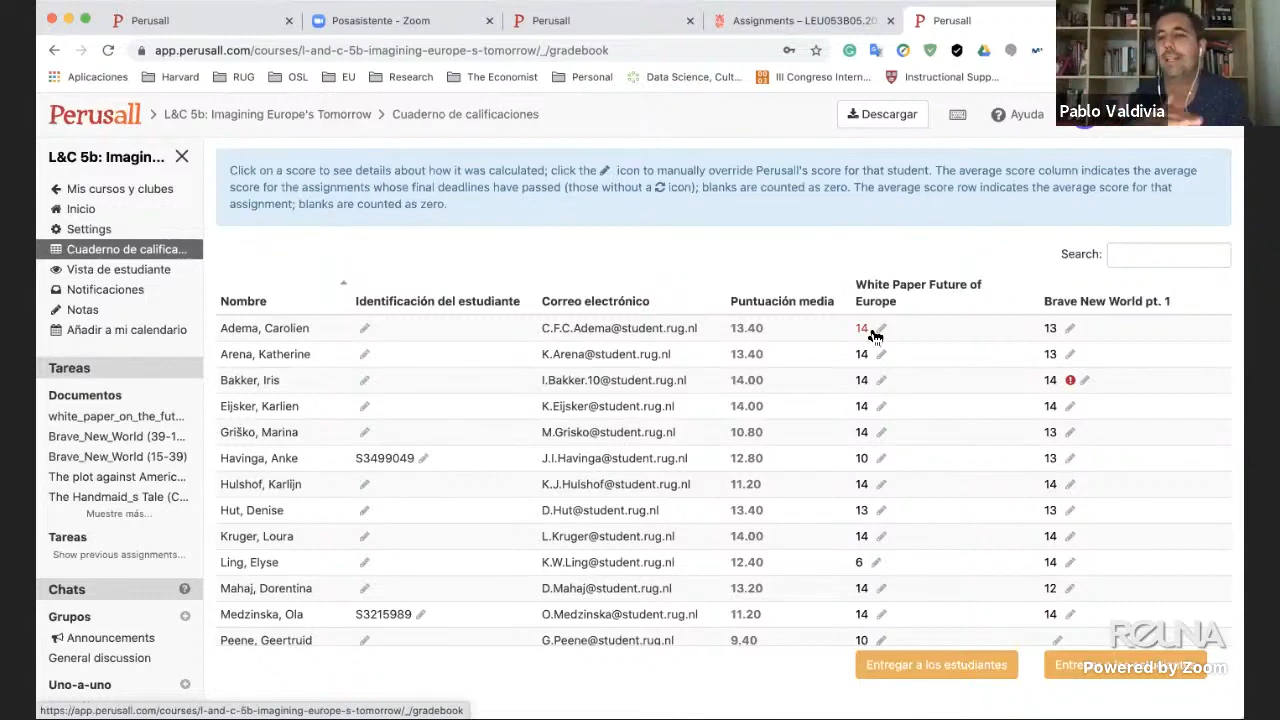 Perusall
Posasistente - Zoom
Perusall
Assignments – LEU053B05.20
Perusall
app.perusall.com/courses/l-and-c-5b-imagining-europe-s-tomorrow/_/gradebook
Aplicaciones
Harvard
RUG
OSL
EU
Research
The Economist
Personal
Data Science, Cult...
III Congreso Intern...
Instructional Supp...
Pablo Valdivia
Perusall
L&C 5b: Imagining Europe's Tomorrow
Cuaderno de calificaciones
Descargar
Ayuda
L&C 5b: Imagin...
Mis cursos y clubes
Inicio
Settings
Cuaderno de califica...
Vista de estudiante
Notificaciones
Notas
Añadir a mi calendario
Tareas
Documentos
white_paper_on_the_fut...
Brave_New_World (39-1...
Brave_New_World (15-39)
The plot against Americ...
The Handmaid_s Tale (C...
Muestre más...
Tareas
Show previous assignments...
Chats
Grupos
Announcements
General discussion
Uno-a-uno
Click on a score to see details about how it was calculated; click the icon to manually override Perusall's score for that student. The average score column indicates the average
score for the assignments whose final deadlines have passed (those without a icon); blanks are counted as zero. The average score row indicates the average score for that
assignment; blanks are counted as zero.
Search:
Nombre Identificación del estudiante Correo electrónico Puntuación media White Paper Future of Europe Brave New World pt. 1
Adema, Carolien C.F.C.Adema@student.rug.nl 13.40 14 13
Arena, Katherine K.Arena@student.rug.nl 13.40 14 13
Bakker, Iris I.Bakker.10@student.rug.nl 14.00 14 14
Eijsker, Karlien K.Eijsker@student.rug.nl 14.00 14 14
Griško, Marina M.Grisko@student.rug.nl 10.80 14 13
Havinga, Anke S3499049 J.I.Havinga@student.rug.nl 12.80 10 13
Hulshof, Karlijn K.J.Hulshof@student.rug.nl 11.20 14 14
Hut, Denise D.Hut@student.rug.nl 13.40 13 13
Kruger, Loura L.Kruger@student.rug.nl 14.00 14 14
Ling, Elyse K.W.Ling@student.rug.nl 12.40 6 14
Mahaj, Dorentina D.Mahaj@student.rug.nl 13.20 14 12
Medzinska, Ola S3215989 O.Medzinska@student.rug.nl 11.20 14 14
Peene, Geertruid G.Peene@student.rug.nl 9.40 10
Entregar a los estudiantes
REUNA
Powered by Zoom
https://app.perusall.com/courses/l-and-c-5b-imagining-europe-s-tomorrow/_/gradebook